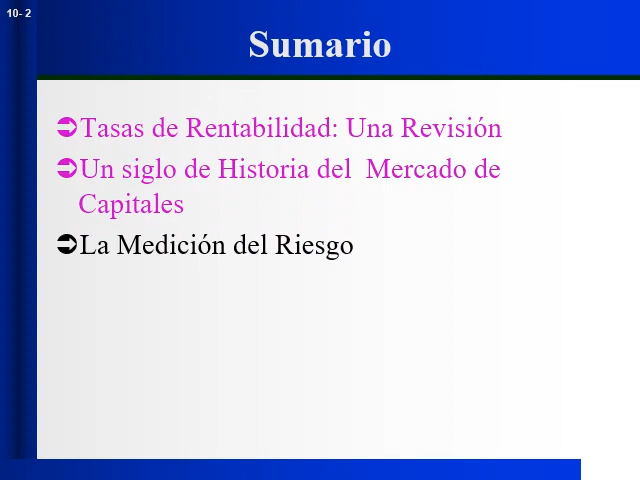 10- 2
Sumario
➲Tasas de Rentabilidad: Una Revisión
➲Un siglo de Historia del  Mercado de
Capitales
➲La Medición del Riesgo